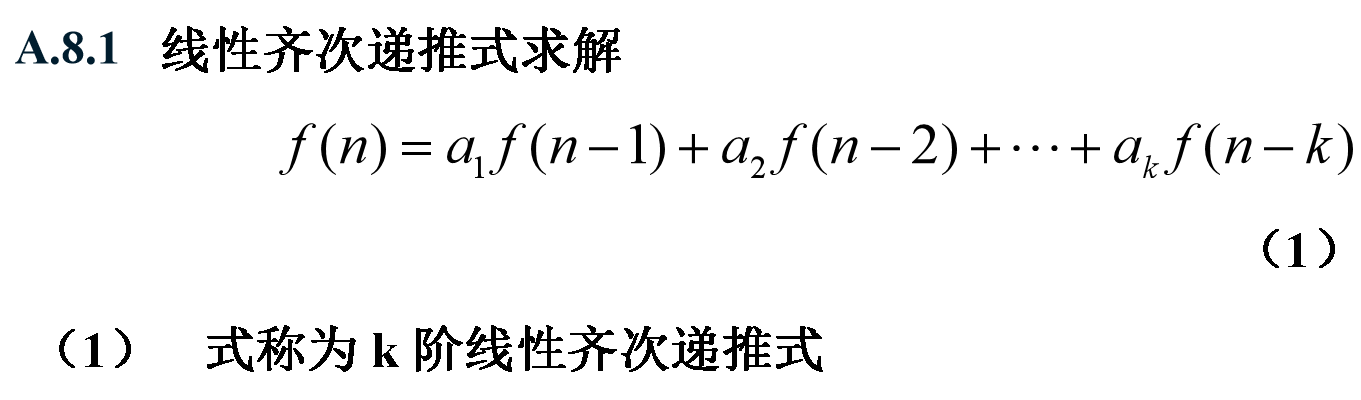 A.8.1 线性齐次递推式求解
f(n) = a₁f(n−1) + a₂f(n−2) + ⋯ + aₖf(n−k)
（1）
（1） 式称为 k 阶线性齐次递推式